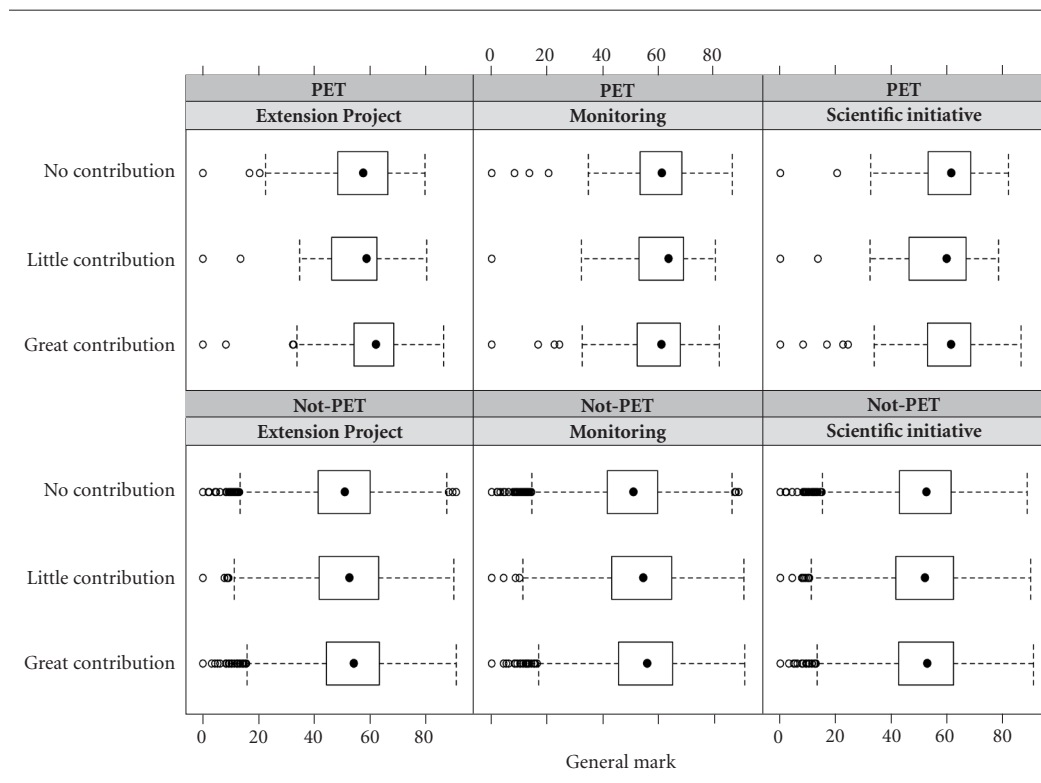 0 20 40 60 80
PET PET PET
Extension Project Monitoring Scientific initiative
No contribution
Little contribution
Great contribution
Not-PET Not-PET Not-PET
Extension Project Monitoring Scientific initiative
No contribution
Little contribution
Great contribution
0 20 40 60 80 0 20 40 60 80
General mark